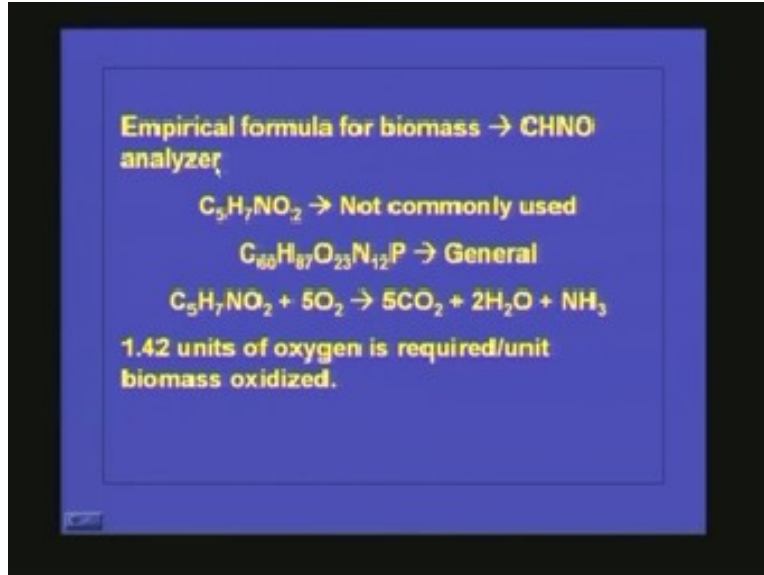 Empirical formula for biomass → CHNO
analyzer
C₅H₇NO₂ → Not commonly used
C₆₀H₈₇O₂₃N₁₂P → General
C₅H₇NO₂ + 5O₂ → 5CO₂ + 2H₂O + NH₃
1.42 units of oxygen is required/unit
biomass oxidized.